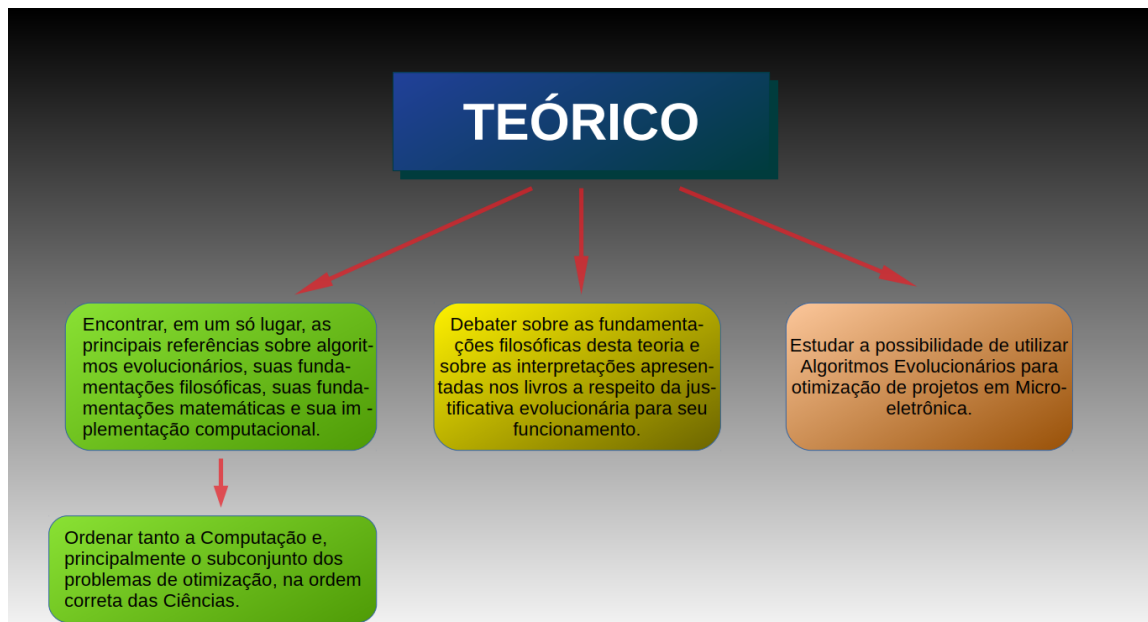 TEÓRICO
Encontrar, em um só lugar, as
principais referências sobre algorit-
mos evolucionários, suas funda-
mentações filosóficas, suas funda-
mentações matemáticas e sua im -
plementação computacional.
Debater sobre as fundamenta-
ções filosóficas desta teoria e
sobre as interpretações apresen-
tadas nos livros a respeito da jus-
tificativa evolucionária para seu
funcionamento.
Estudar a possibilidade de utilizar
Algoritmos Evolucionários para
otimização de projetos em Micro-
eletrônica.
Ordenar tanto a Computação e,
principalmente o subconjunto dos
problemas de otimização, na ordem
correta das Ciências.